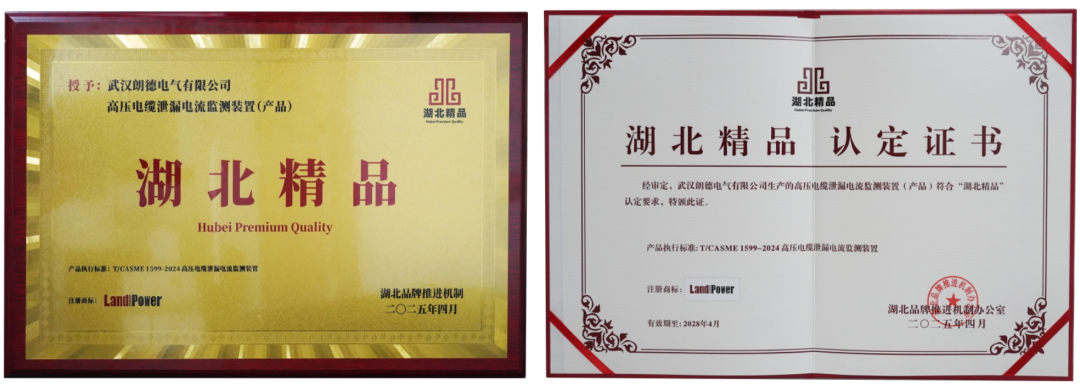 授予：武汉朗德电气有限公司
高压电缆泄漏电流监测装置(产品)
湖北精品
Hubei Premium Quality
湖北精品
Hubei Premium Quality
产品执行标准：T/CASME 1599-2024 高压电缆泄漏电流监测装置
注册商标：Land Power
湖北品牌推进机制
二〇二五年四月
湖北精品
Hubei Premium Quality
湖北精品 认定证书
经审定，武汉朗德电气有限公司生产的高压电缆泄漏电流监测装置（产品）符合“湖北精品”
认定要求，特颁此证。
产品执行标准：T/CASME 1599-2024 高压电缆泄漏电流监测装置
注册商标：Land Power
有效期至：2028年4月
湖北品牌推进机制办公室
二〇二五年四月